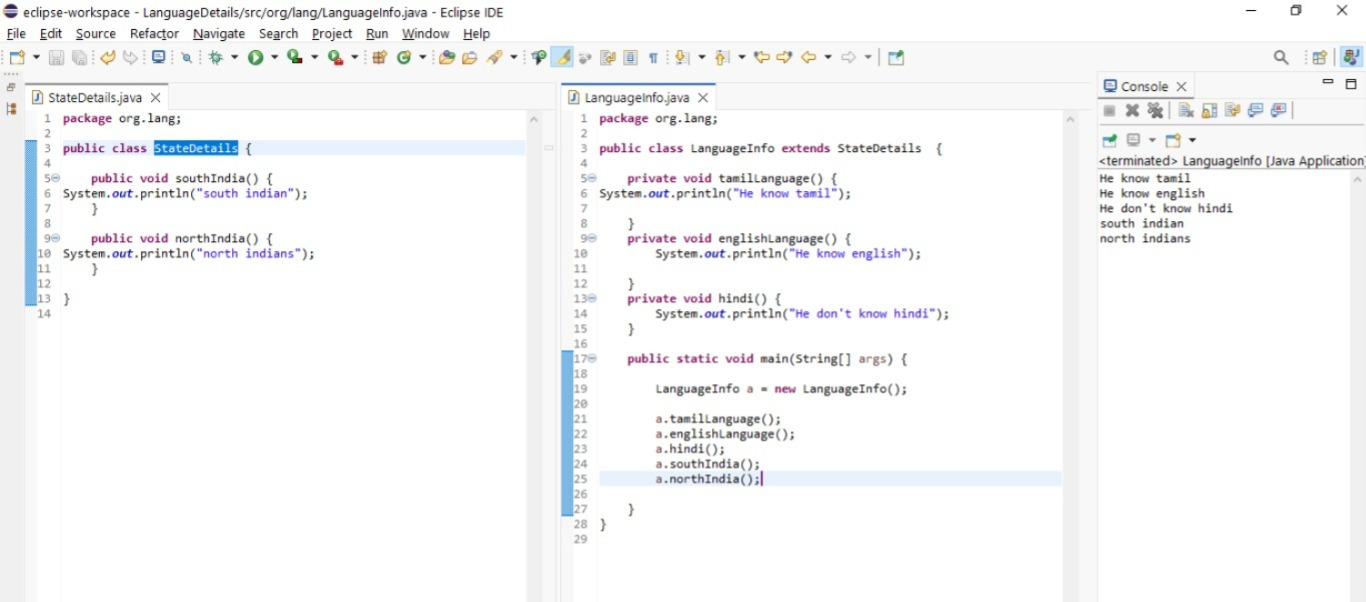 eclipse-workspace - LanguageDetails/src/org/lang/LanguageInfo.java - Eclipse IDE
File Edit Source Refactor Navigate Search Project Run Window Help
StateDetails.java
1 package org.lang;
2
3 public class StateDetails {
4
5 public void southIndia() {
6 System.out.println("south indian");
7 }
8
9 public void northIndia() {
10 System.out.println("north indians");
11 }
12
13 }
14
LanguageInfo.java
1 package org.lang;
2
3 public class LanguageInfo extends StateDetails {
4
5 private void tamilLanguage() {
6 System.out.println("He know tamil");
7
8 }
9 private void englishLanguage() {
10 System.out.println("He know english");
11
12 }
13 private void hindi() {
14 System.out.println("He don't know hindi");
15 }
16
17 public static void main(String[] args) {
18
19 LanguageInfo a = new LanguageInfo();
20
21 a.tamilLanguage();
22 a.englishLanguage();
23 a.hindi();
24 a.southIndia();
25 a.northIndia();
26
27 }
28 }
29
Console
<terminated> LanguageInfo [Java Application]
He know tamil
He know english
He don't know hindi
south indian
north indians